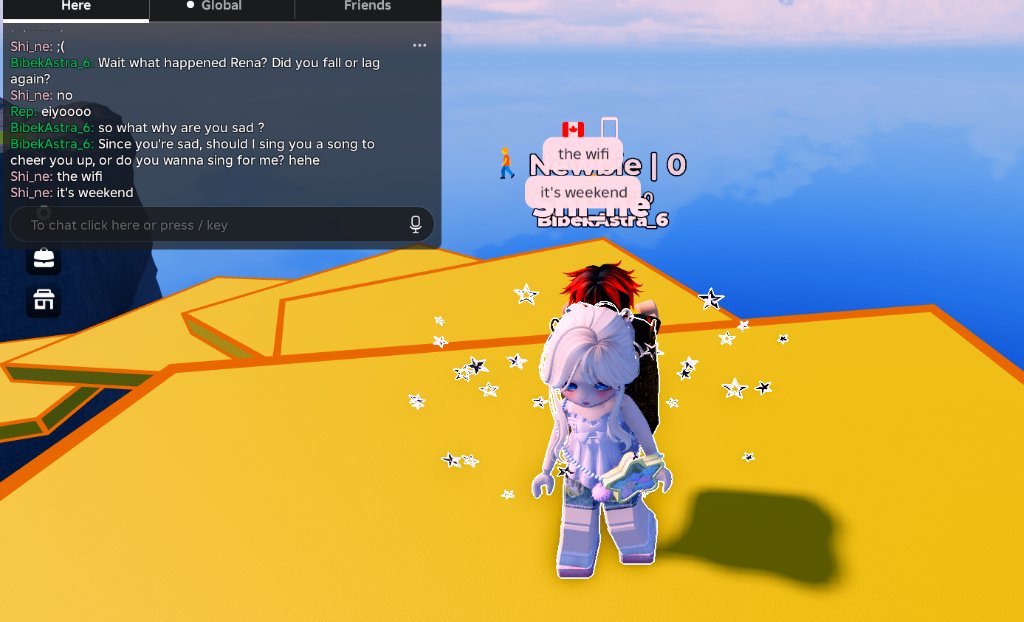 Here
Global
Friends
Shi_ne: ;(
BibekAstra_6: Wait what happened Rena? Did you fall or lag
again?
Shi_ne: no
Rep: eiyoooo
BibekAstra_6: so what why are you sad ?
BibekAstra_6: Since you're sad, should I sing you a song to
cheer you up, or do you wanna sing for me? hehe
Shi_ne: the wifi
Shi_ne: it's weekend
To chat click here or press / key
the wifi
Newbie | 0
it's weekend
BibekAstra_6